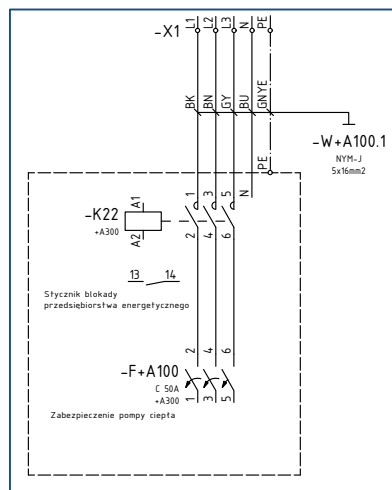 -X1
L1 L2 L3 N PE
BK BN GY BU GNYE
-W+A100.1
NYM-J
5x16mm2
PE
1 3 5 N
-K22
+A300
A1
A2
2 4 6
13 14
Stycznik blokady
przedsiębiorstwa energetycznego
2 4 6
-F+A100
C 50A
+A300
1 3 5
Zabezpieczenie pompy ciepła